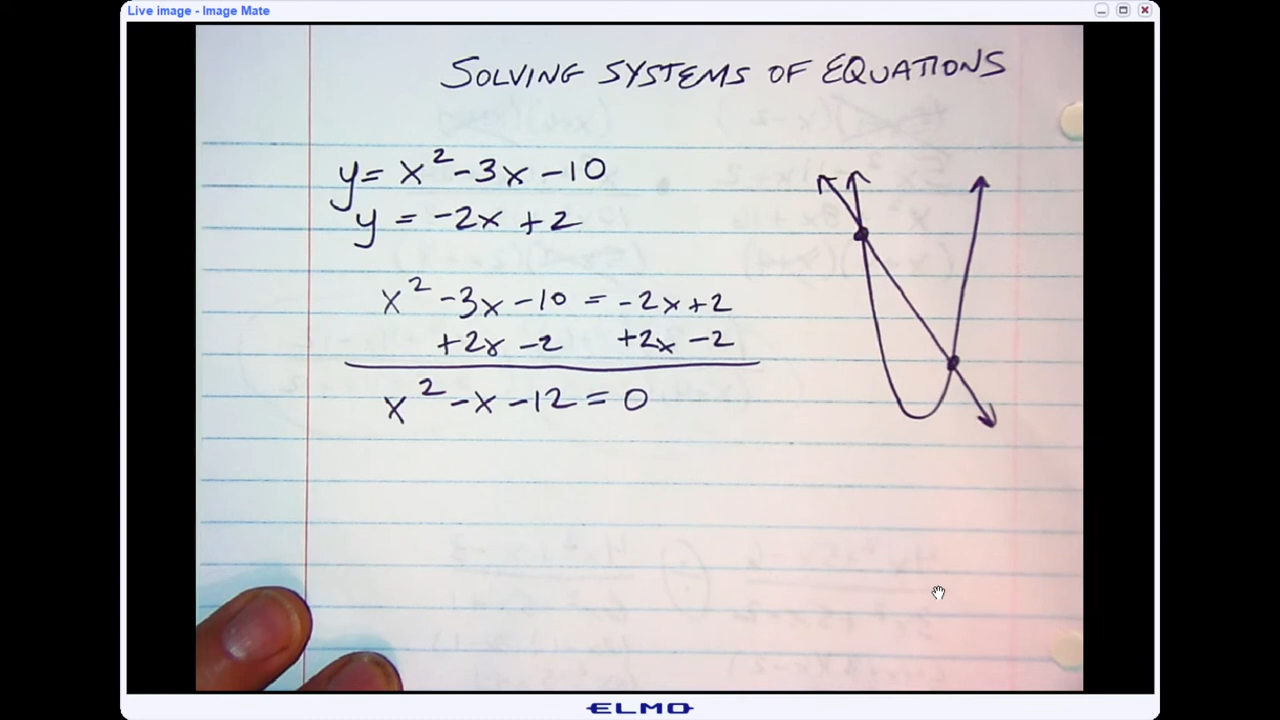 Live image - Image Mate
SOLVING SYSTEMS OF EQUATIONS
y = x² - 3x - 10
y = -2x + 2
x² - 3x - 10 = -2x + 2
+2x - 2 +2x - 2
x² - x - 12 = 0
ELMO